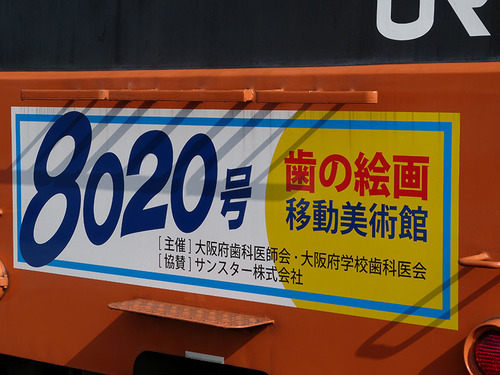 JR
8020号
歯の絵画
移動美術館
[主催]大阪府歯科医師会・大阪府学校歯科医会
[協賛]サンスター株式会社